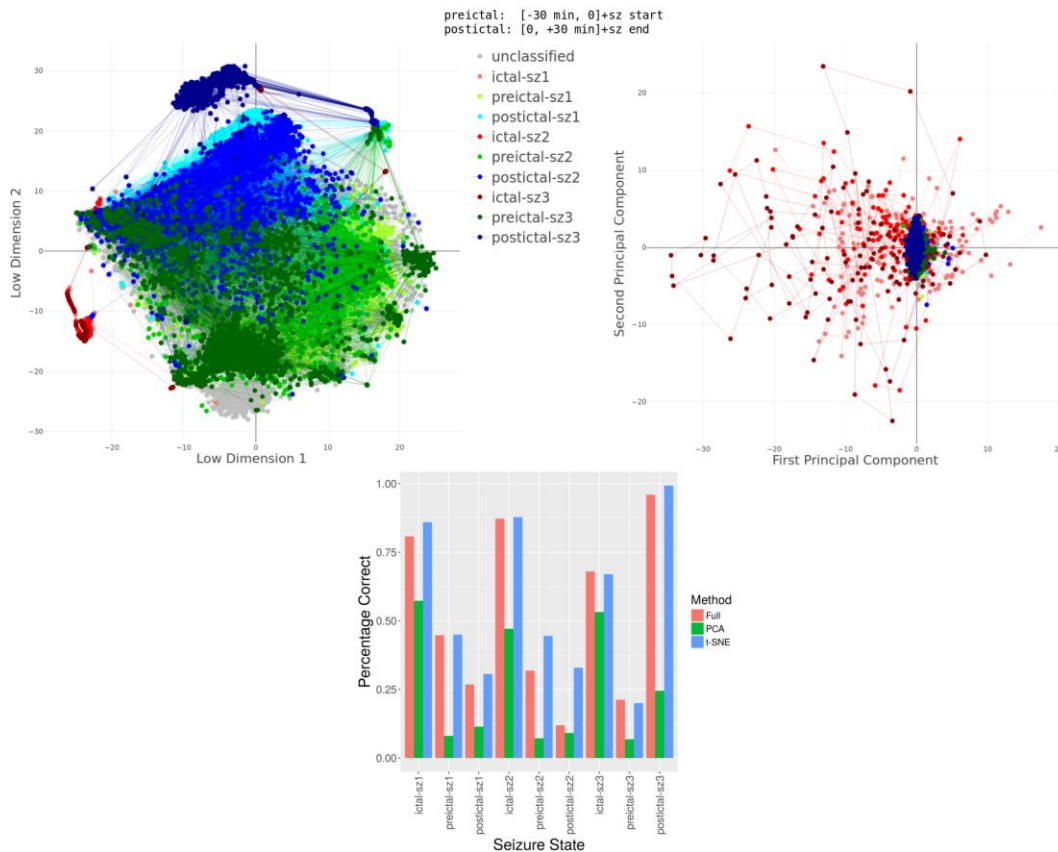 preictal:  [-30 min, 0]+sz start
postictal: [0, +30 min]+sz end
30
20
10
0
−10
−20
−30
−20
−10
0
10
20
Low Dimension 2
Low Dimension 1
unclassified
ictal-sz1
preictal-sz1
postictal-sz1
ictal-sz2
preictal-sz2
postictal-sz2
ictal-sz3
preictal-sz3
postictal-sz3
20
10
0
−10
−20
−30
−20
−10
0
10
Second Principal Component
First Principal Component
1.00
0.75
0.50
0.25
0.00
Percentage Correct
ictal-sz1
preictal-sz1
postictal-sz1
ictal-sz2
preictal-sz2
postictal-sz2
ictal-sz3
preictal-sz3
postictal-sz3
Seizure State
Method
Full
PCA
t-SNE